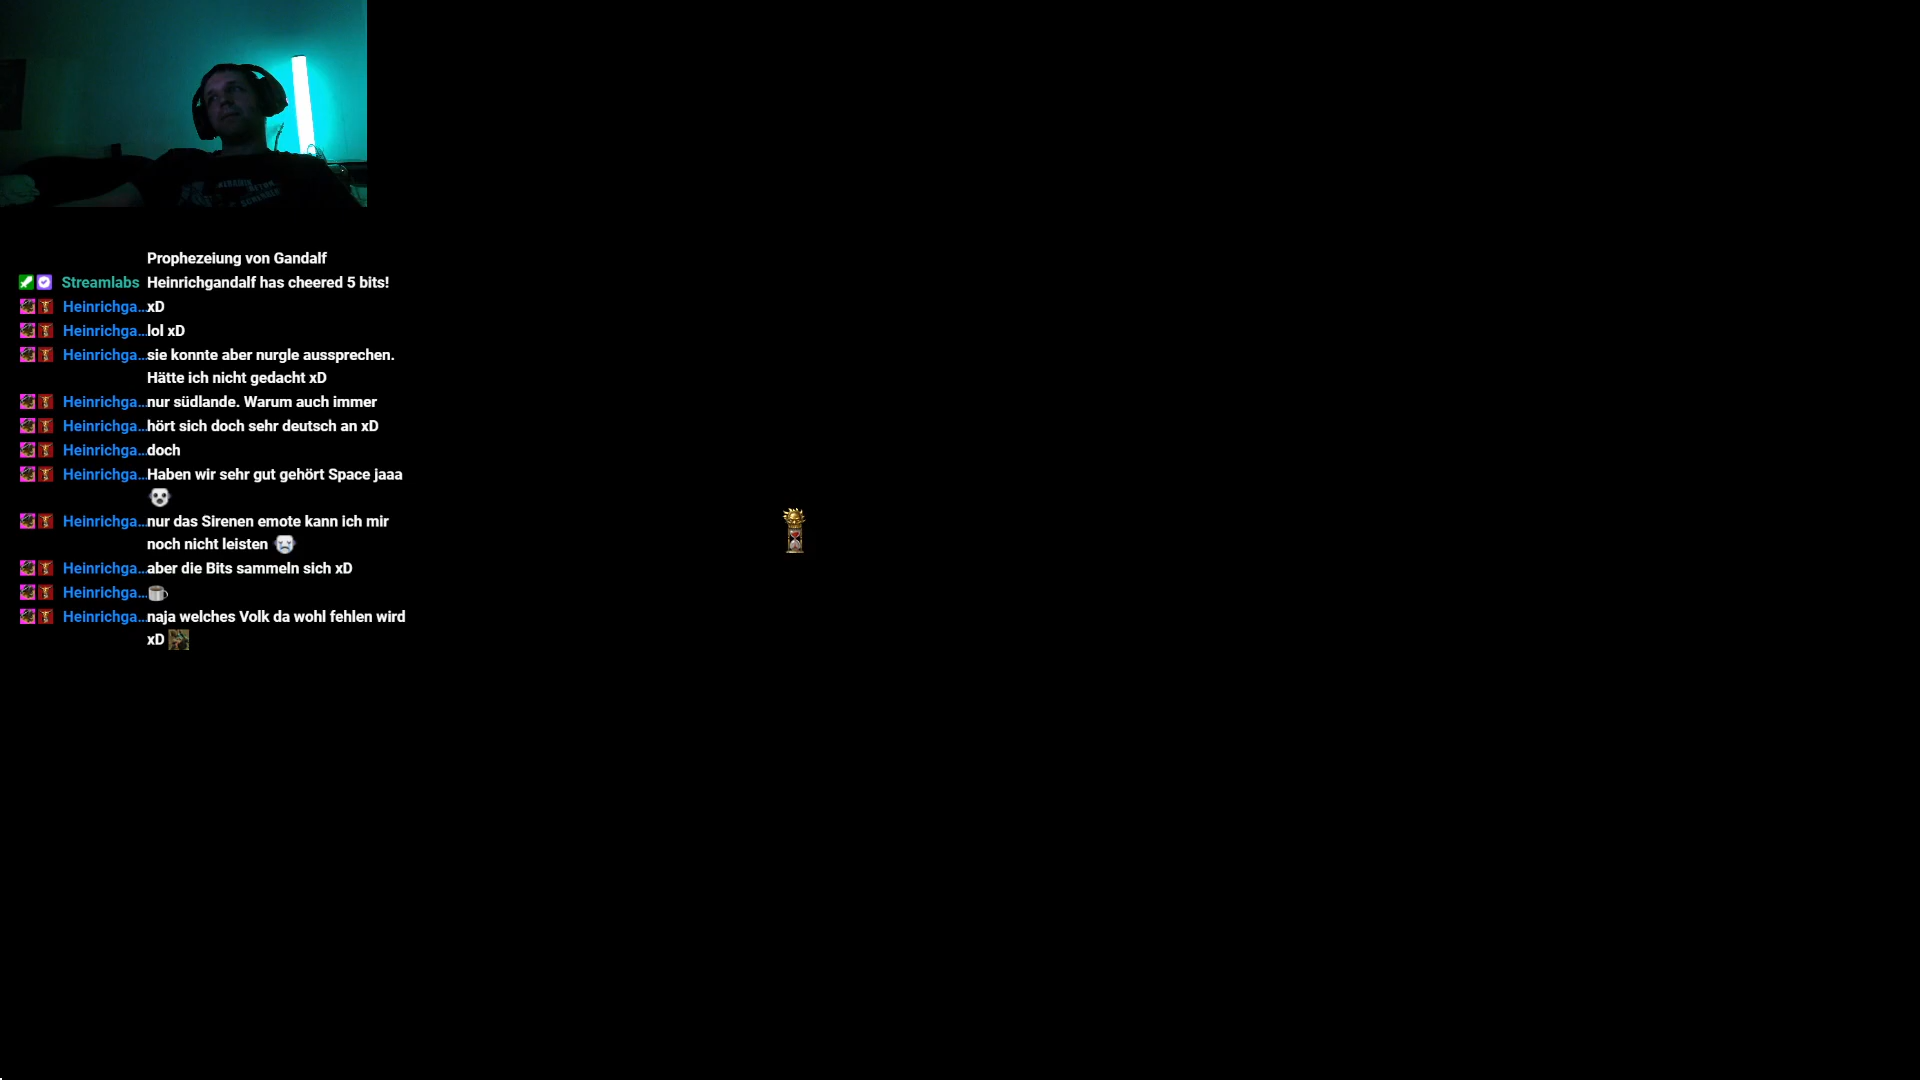 Prophezeiung von Gandalf
Streamlabs Heinrichgandalf has cheered 5 bits!
Heinrichga... xD
Heinrichga... lol xD
Heinrichga... sie konnte aber nurgle aussprechen.
Hätte ich nicht gedacht xD
Heinrichga... nur südlande. Warum auch immer
Heinrichga... hört sich doch sehr deutsch an xD
Heinrichga... doch
Heinrichga... Haben wir sehr gut gehört Space jaaa
Heinrichga... nur das Sirenen emote kann ich mir
noch nicht leisten
Heinrichga... aber die Bits sammeln sich xD
Heinrichga...
Heinrichga... naja welches Volk da wohl fehlen wird
xD